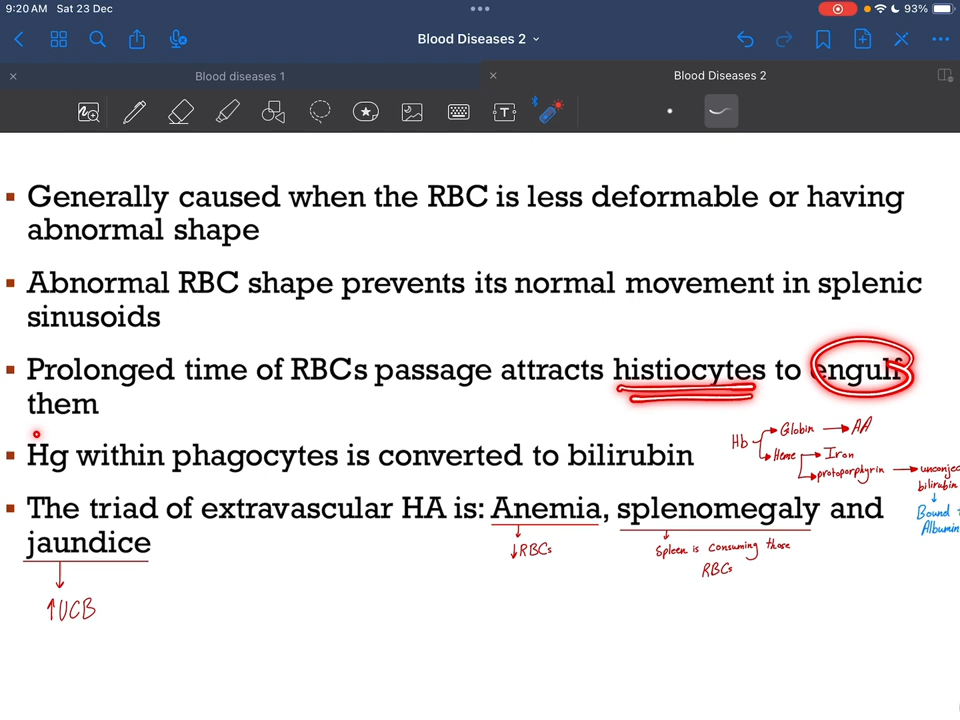 9:20 AM Sat 23 Dec
93%
Blood Diseases 2
Blood diseases 1
Blood Diseases 2
T
Generally caused when the RBC is less deformable or having
abnormal shape
Abnormal RBC shape prevents its normal movement in splenic
sinusoids
Prolonged time of RBCs passage attracts histiocytes to engulf
them
Hb
Globin → AA
Heme → Iron
protoporphyrin → unconje
bilirubin
↓
Bound
Albumin
Hg within phagocytes is converted to bilirubin
The triad of extravascular HA is: Anemia, splenomegaly and
jaundice
↓RBCs
Spleen is consuming those
RBCs
↑UCB